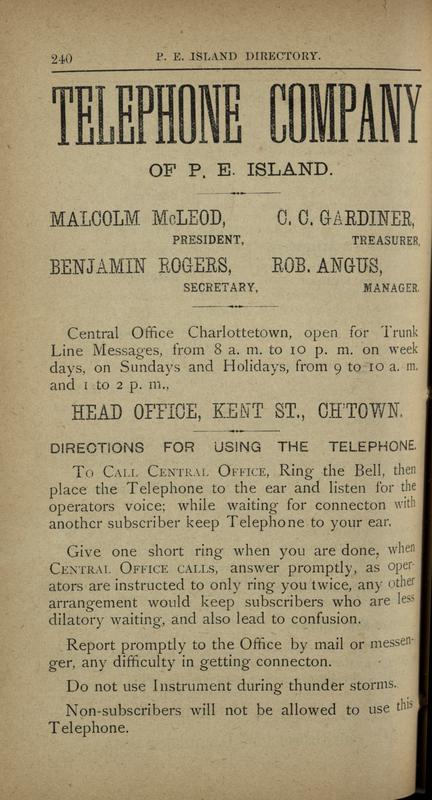 240 P. E. ISLAND DIRECTORY.
TELEPHONE COMPANY
OF P. E. ISLAND.
MALCOLM McLEOD, C. C. GARDINER,
PRESIDENT, TREASURER,
BENJAMIN ROGERS, ROB. ANGUS,
SECRETARY, MANAGER.
Central Office Charlottetown, open for Trunk
Line Messages, from 8 a. m. to 10 p. m. on week
days, on Sundays and Holidays, from 9 to 10 a. m.
and 1 to 2 p. m.,
HEAD OFFICE, KENT ST., CH'TOWN.
DIRECTIONS FOR USING THE TELEPHONE.
To Call Central Office, Ring the Bell, then
place the Telephone to the ear and listen for the
operators voice; while waiting for connecton with
another subscriber keep Telephone to your ear.
Give one short ring when you are done, when
Central Office calls, answer promptly, as oper-
ators are instructed to only ring you twice, any other
arrangement would keep subscribers who are less
dilatory waiting, and also lead to confusion.
Report promptly to the Office by mail or messen-
ger, any difficulty in getting connecton.
Do not use Instrument during thunder storms.
Non-subscribers will not be allowed to use this
Telephone.